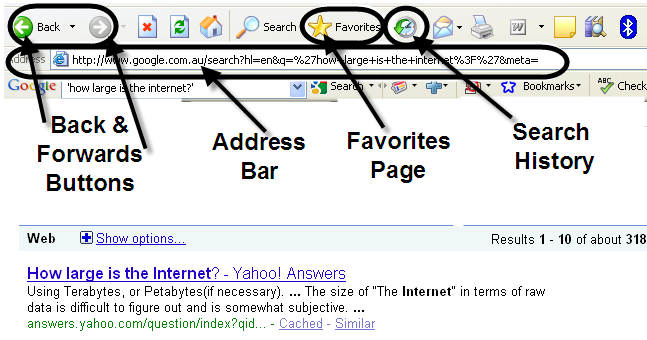 Back Search Favorites
Address http://www.google.com.au/search?hl=en&q=%27how+large+is+the+internet%3F%27&meta=
Google 'how large is the internet?' Search Bookmarks ABC Check
Back & Forwards Buttons
Address Bar
Favorites Page
Search History
Web Show options... Results 1 - 10 of about 318
How large is the Internet? - Yahoo! Answers
Using Terabytes, or Petabytes(if necessary). ... The size of "The Internet" in terms of raw
data is difficult to figure out and is somewhat subjective. ...
answers.yahoo.com/question/index?qid... - Cached - Similar